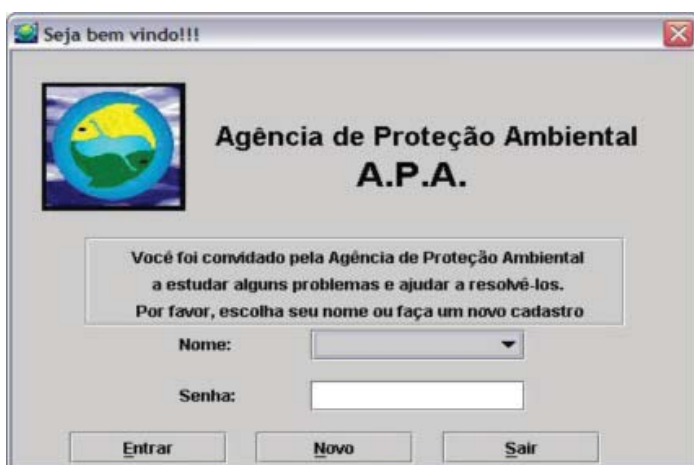 Seja bem vindo!!!
Agência de Proteção Ambiental
A.P.A.
Você foi convidado pela Agência de Proteção Ambiental
a estudar alguns problemas e ajudar a resolvê-los.
Por favor, escolha seu nome ou faça um novo cadastro
Nome:
Senha:
Entrar Novo Sair